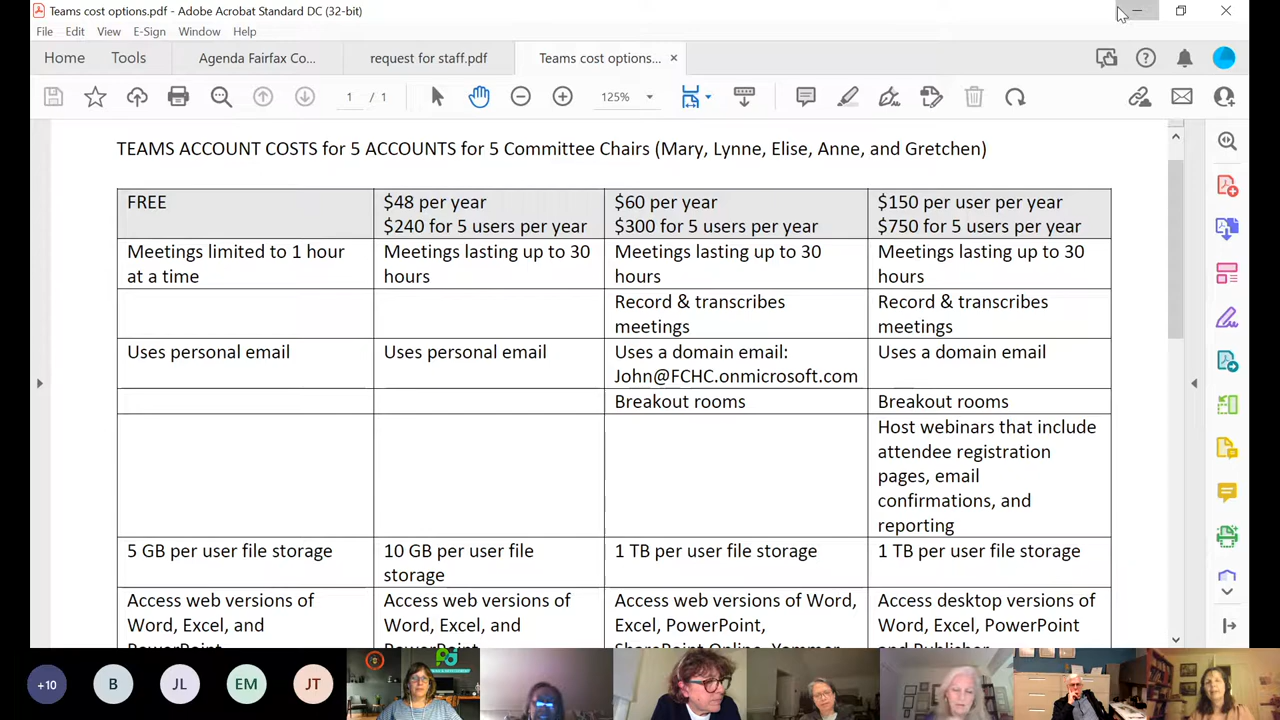 Teams cost options.pdf - Adobe Acrobat Standard DC (32-bit)
File Edit View E-Sign Window Help
Home Tools Agenda Fairfax Co... request for staff.pdf Teams cost options... ×
1 / 1 125%
TEAMS ACCOUNT COSTS for 5 ACCOUNTS for 5 Committee Chairs (Mary, Lynne, Elise, Anne, and Gretchen)
FREE
$48 per year
$240 for 5 users per year
$60 per year
$300 for 5 users per year
$150 per user per year
$750 for 5 users per year
Meetings limited to 1 hour
at a time
Meetings lasting up to 30
hours
Meetings lasting up to 30
hours
Meetings lasting up to 30
hours
Record & transcribes
meetings
Record & transcribes
meetings
Uses personal email
Uses personal email
Uses a domain email:
John@FCHC.onmicrosoft.com
Uses a domain email
Breakout rooms
Breakout rooms
Host webinars that include
attendee registration
pages, email
confirmations, and
reporting
5 GB per user file storage
10 GB per user file
storage
1 TB per user file storage
1 TB per user file storage
Access web versions of
Word, Excel, and
PowerPoint
Access web versions of
Word, Excel, and
PowerPoint
Access web versions of Word,
Excel, PowerPoint,
SharePoint Online, Yammer
Access desktop versions of
Word, Excel, PowerPoint
and Publisher
+10 B JL EM JT